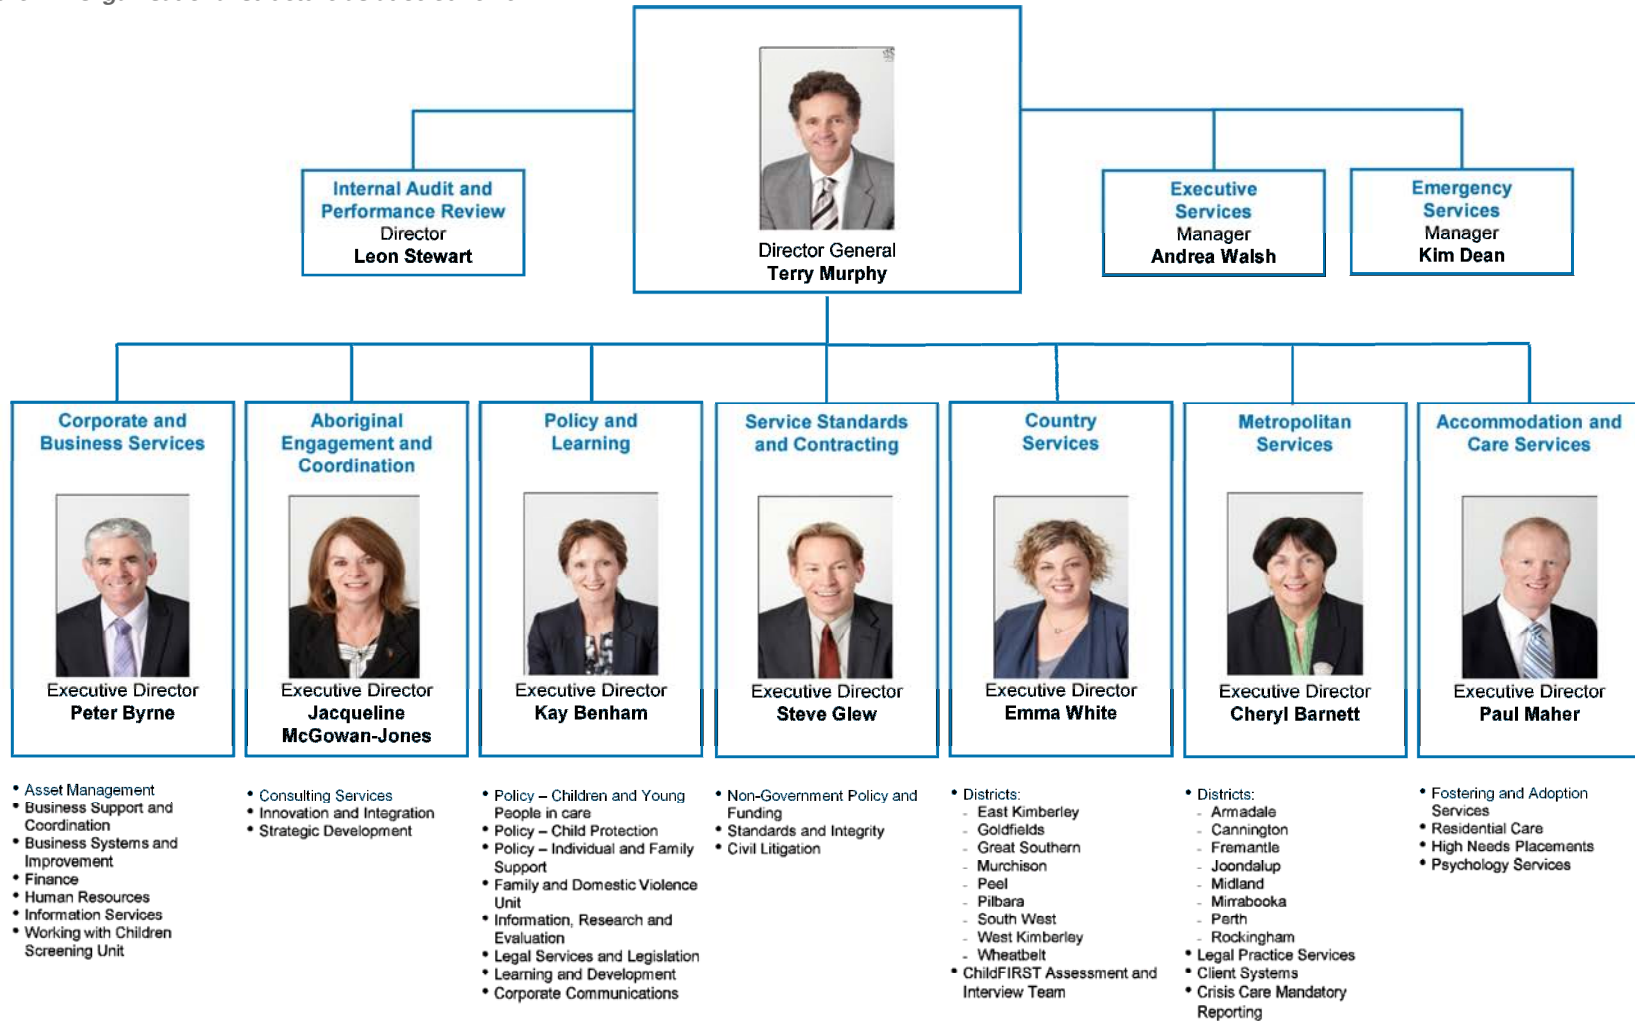 Internal Audit and
Performance Review
Director
Leon Stewart
Director General
Terry Murphy
Executive
Services
Manager
Andrea Walsh
Emergency
Services
Manager
Kim Dean
Corporate and
Business Services
Executive Director
Peter Byrne
• Asset Management
• Business Support and
Coordination
• Business Systems and
Improvement
• Finance
• Human Resources
• Information Services
• Working with Children
Screening Unit
Aboriginal
Engagement and
Coordination
Executive Director
Jacqueline
McGowan-Jones
• Consulting Services
• Innovation and Integration
• Strategic Development
Policy and
Learning
Executive Director
Kay Benham
• Policy – Children and Young
People in care
• Policy – Child Protection
• Policy – Individual and Family
Support
• Family and Domestic Violence
Unit
• Information, Research and
Evaluation
• Legal Services and Legislation
• Learning and Development
• Corporate Communications
Service Standards
and Contracting
Executive Director
Steve Glew
• Non-Government Policy and
Funding
• Standards and Integrity
• Civil Litigation
Country
Services
Executive Director
Emma White
• Districts:
- East Kimberley
- Goldfields
- Great Southern
- Murchison
- Peel
- Pilbara
- South West
- West Kimberley
- Wheatbelt
• ChildFIRST Assessment and
Interview Team
Metropolitan
Services
Executive Director
Cheryl Barnett
• Districts:
- Armadale
- Cannington
- Fremantle
- Joondalup
- Midland
- Mirrabooka
- Perth
- Rockingham
• Legal Practice Services
• Client Systems
• Crisis Care Mandatory
Reporting
Accommodation and
Care Services
Executive Director
Paul Maher
• Fostering and Adoption
Services
• Residential Care
• High Needs Placements
• Psychology Services